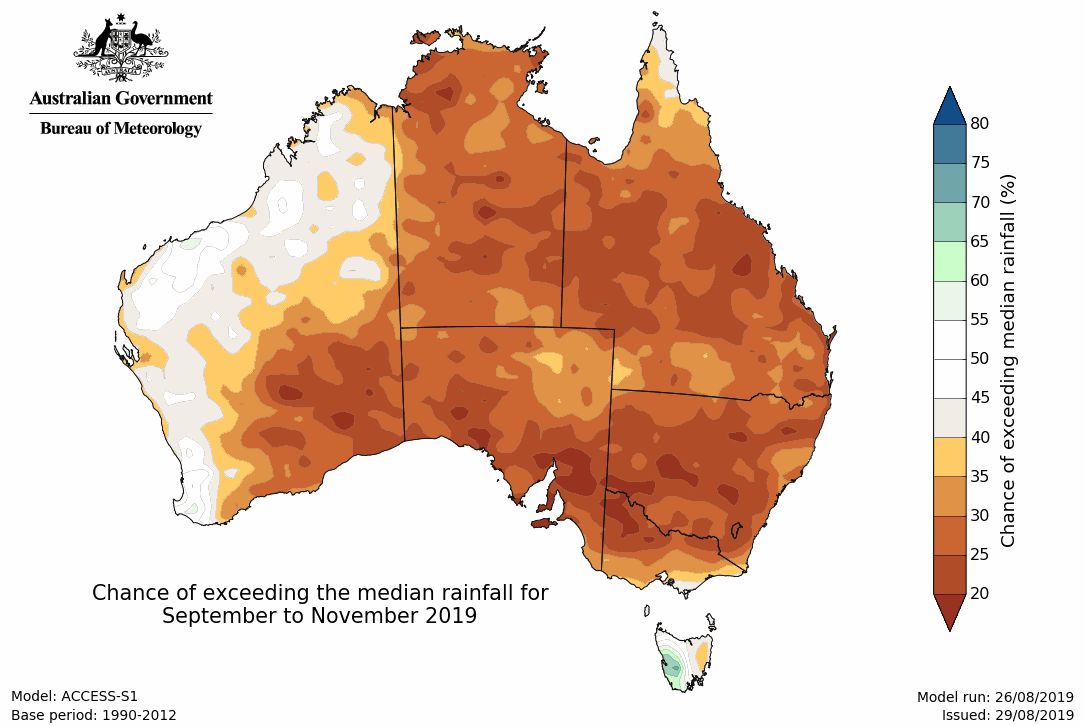 Australian Government
Bureau of Meteorology
80
75
70
65
60
55
50
45
40
35
30
25
20
Chance of exceeding median rainfall (%)
Chance of exceeding the median rainfall for
September to November 2019
Model: ACCESS-S1
Base period: 1990-2012
Model run: 26/08/2019
Issued: 29/08/2019